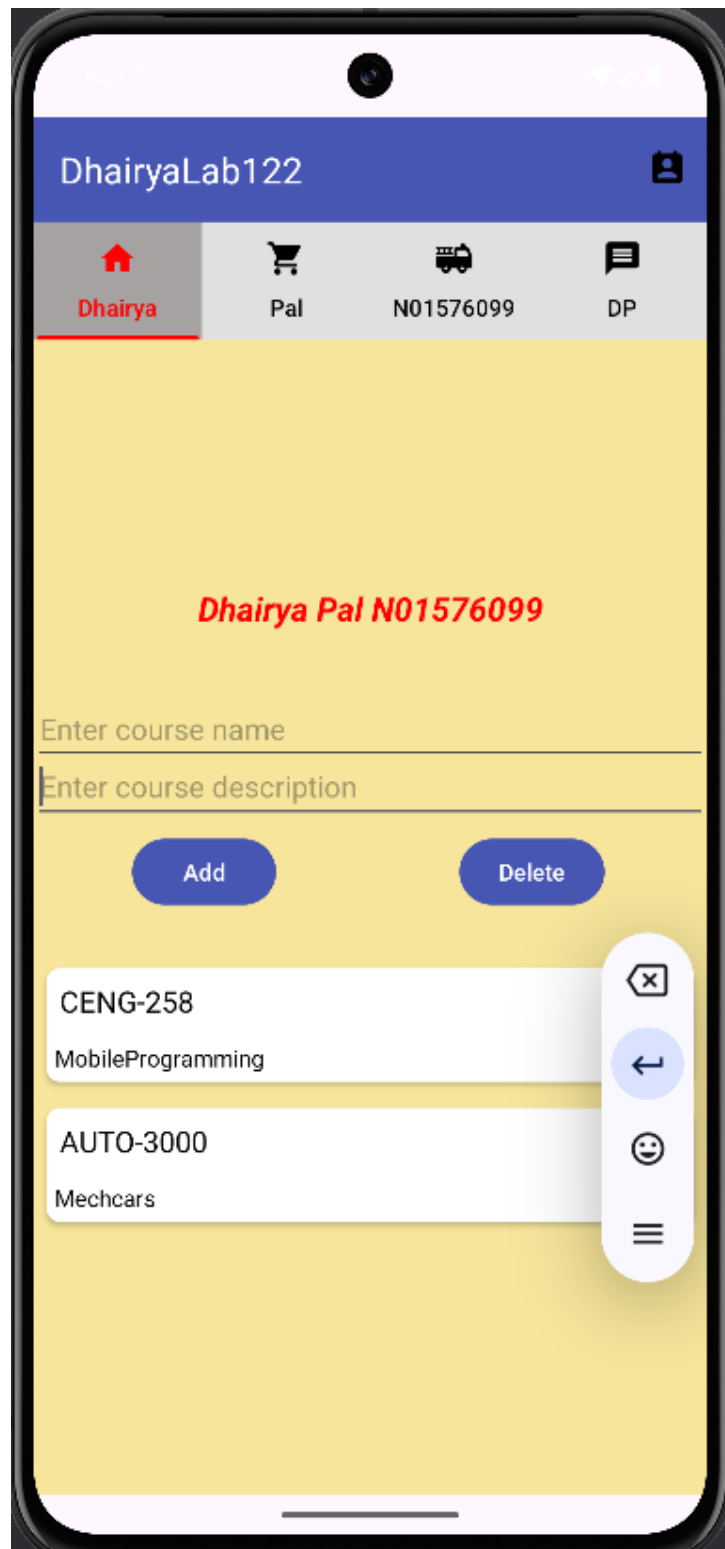 DhairyaLab122
Dhairya Pal N01576099 DP
Dhairya Pal N01576099
Enter course name
Enter course description
Add Delete
CENG-258
MobileProgramming
AUTO-3000
Mechcars